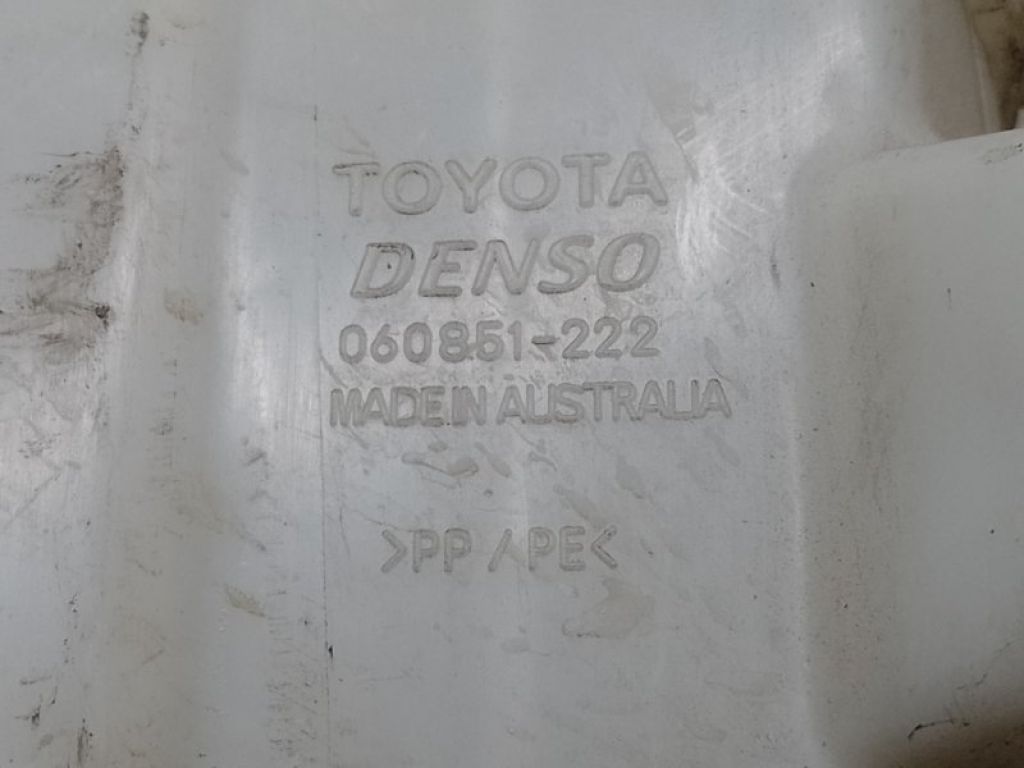 TOYOTA
DENSO
060851-222
MADE IN AUSTRALIA
>PP/PE<